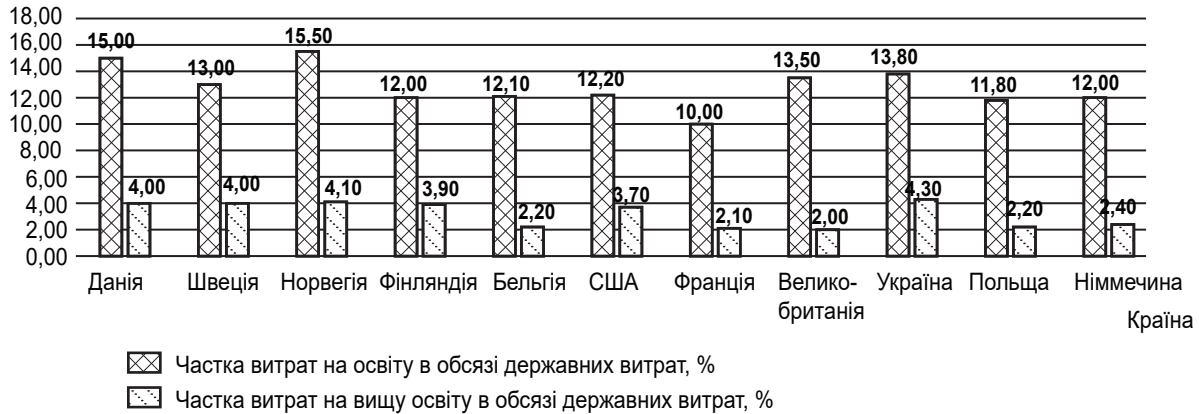 18,00
16,00
14,00
12,00
10,00
8,00
6,00
4,00
2,00
0,00
15,00 13,00 15,50 12,00 12,10 12,20 10,00 13,50 13,80 11,80 12,00
4,00 4,00 4,10 3,90 2,20 3,70 2,10 2,00 4,30 2,20 2,40
Данія Швеція Норвегія Фінляндія Бельгія США Франція Велико- Україна Польща Німмечина
британія
Країна
Частка витрат на освіту в обсязі державних витрат, %
Частка витрат на вищу освіту в обсязі державних витрат, %